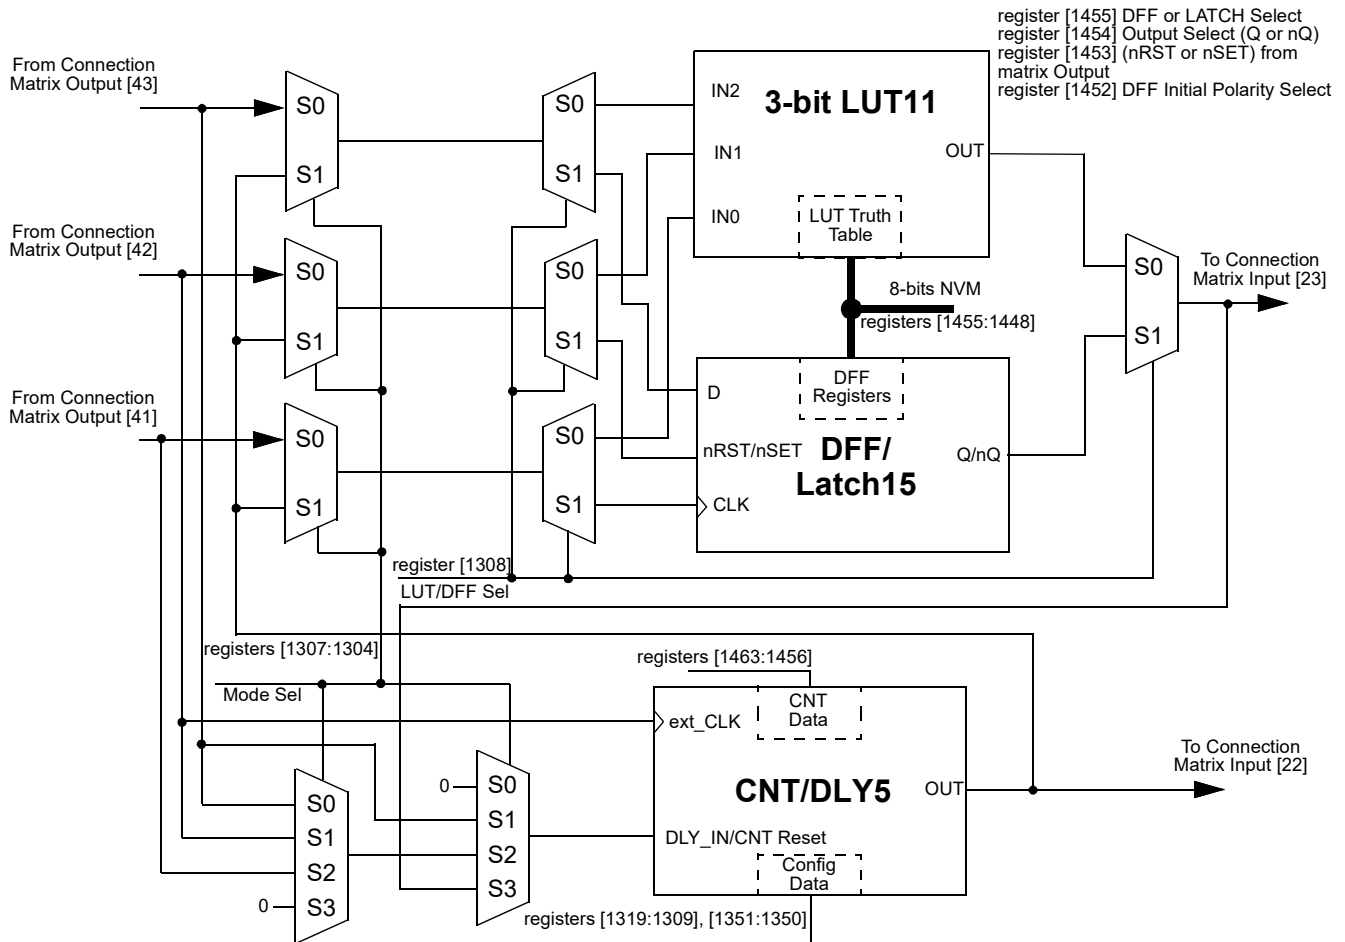 register [1455] DFF or LATCH Select
register [1454] Output Select (Q or nQ)
register [1453] (nRST or nSET) from
matrix Output
register [1452] DFF Initial Polarity Select
From Connection
Matrix Output [43]
S0
S1
S0
S1
IN2
3-bit LUT11
IN1
OUT
IN0
LUT Truth
Table
From Connection
Matrix Output [42]
S0
S1
S0
S1
8-bits NVM
registers [1455:1448]
S0
S1
To Connection
Matrix Input [23]
From Connection
Matrix Output [41]
S0
S1
S0
S1
D
DFF
Registers
nRST/nSET
DFF/
Latch15
Q/nQ
CLK
register [1308]
LUT/DFF Sel
registers [1307:1304]
Mode Sel
registers [1463:1456]
CNT
Data
ext_CLK
CNT/DLY5
OUT
To Connection
Matrix Input [22]
DLY_IN/CNT Reset
Config
Data
0
S0
S1
S2
S3
S0
S1
S2
0
S3
registers [1319:1309], [1351:1350]